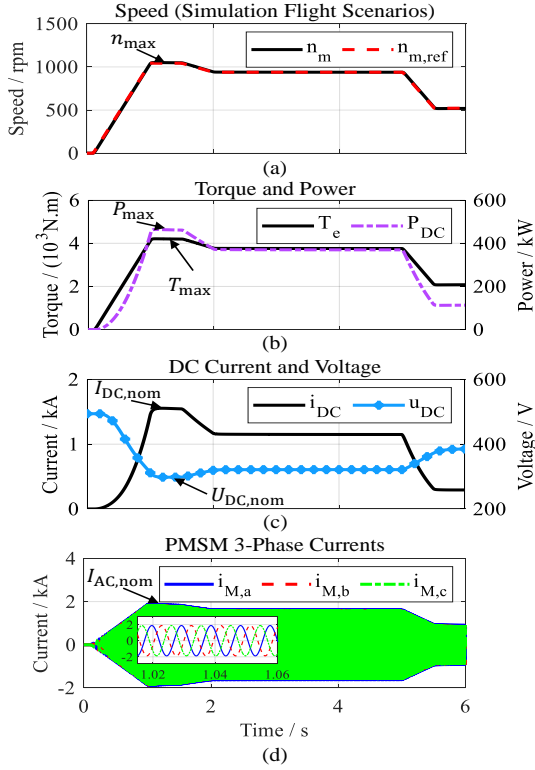 Speed (Simulation Flight Scenarios)
1500
1000
500
0
Speed / rpm
n_max
n_m
n_m,ref
(a)
Torque and Power
6
4
2
0
Torque / (10^3 N.m)
P_max
T_max
T_e
P_DC
600
400
200
0
Power / kW
(b)
DC Current and Voltage
2
1
0
Current / kA
I_DC,nom
U_DC,nom
i_DC
u_DC
600
400
200
Voltage / V
(c)
PMSM 3-Phase Currents
4
2
0
-2
Current / kA
I_AC,nom
i_M,a
i_M,b
i_M,c
2
0
-2
1.02
1.04
1.06
0
2
4
6
Time / s
(d)